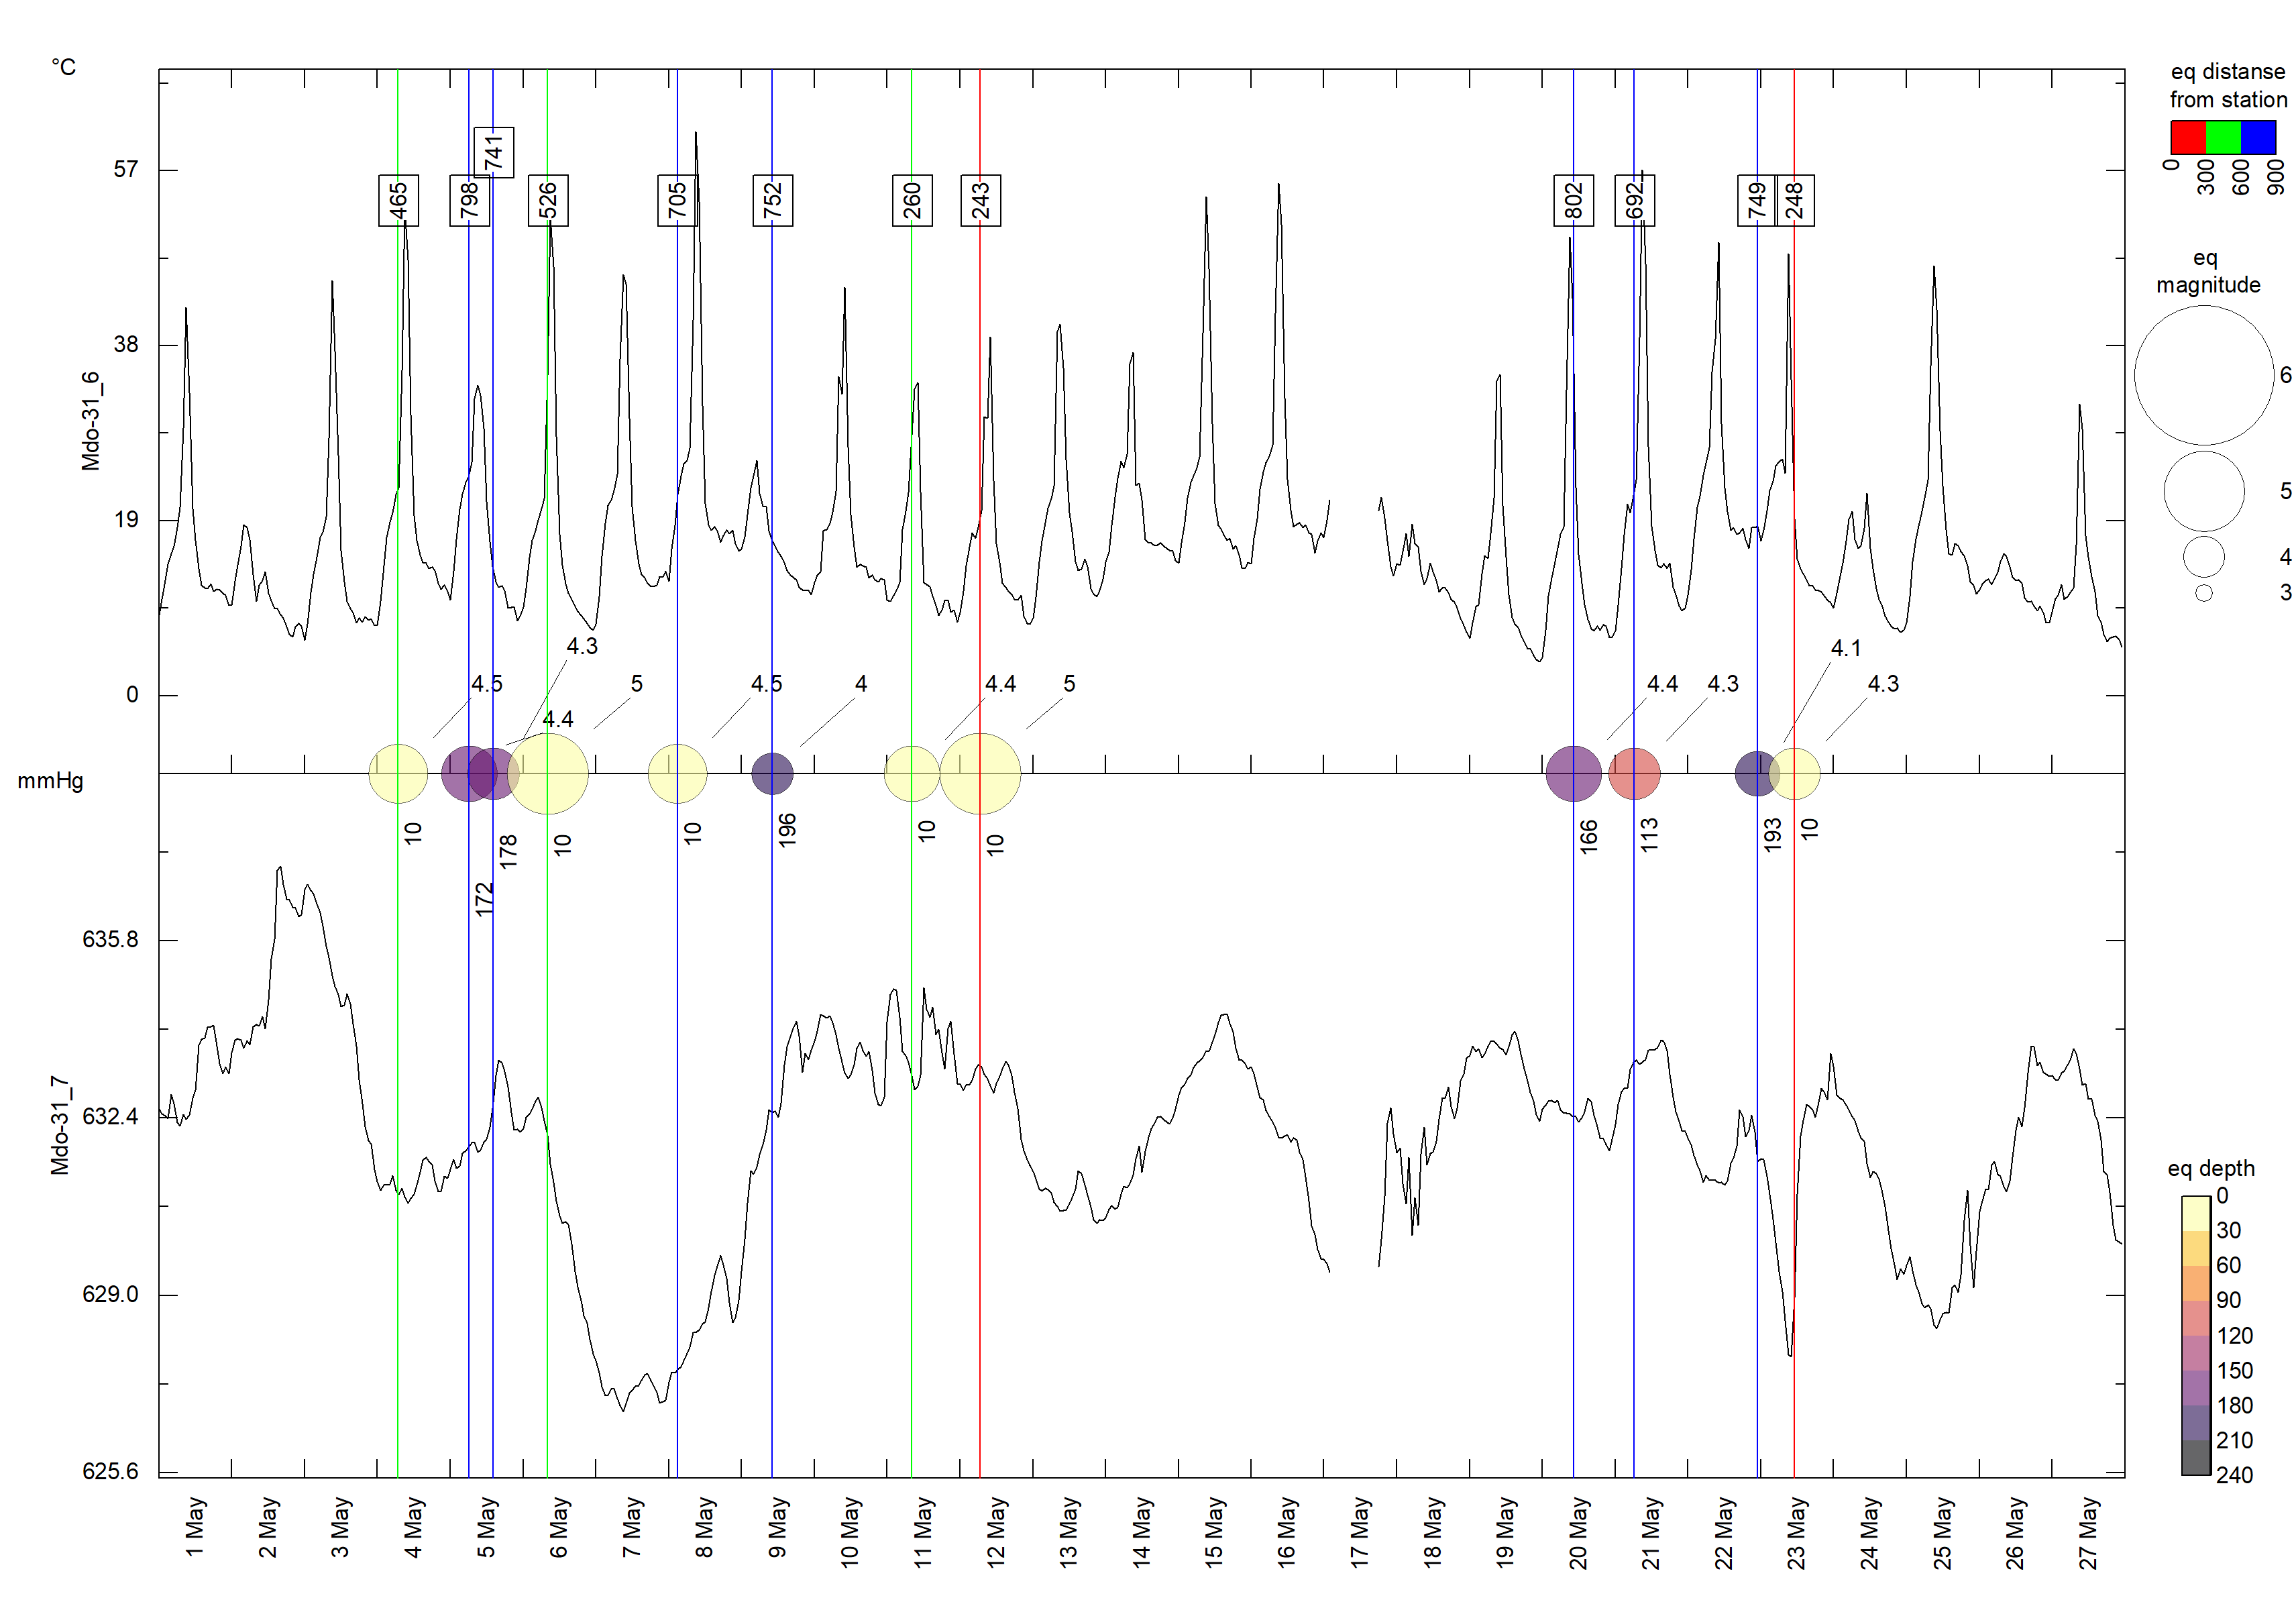 °C
57
38
19
0
Mdo-31_6
465
798
741
526
705
752
260
243
802
692
749
248
4.5
4.4
4.3
5
4.5
4
4.4
5
4.4
4.3
4.1
4.3
mmHg
10
172
178
10
10
196
10
10
166
113
193
10
635.8
632.4
629.0
625.6
Mdo-31_7
1 May
2 May
3 May
4 May
5 May
6 May
7 May
8 May
9 May
10 May
11 May
12 May
13 May
14 May
15 May
16 May
17 May
18 May
19 May
20 May
21 May
22 May
23 May
24 May
25 May
26 May
27 May
eq distanse
from station
0
300
600
900
eq
magnitude
6
5
4
3
eq depth
0
30
60
90
120
150
180
210
240